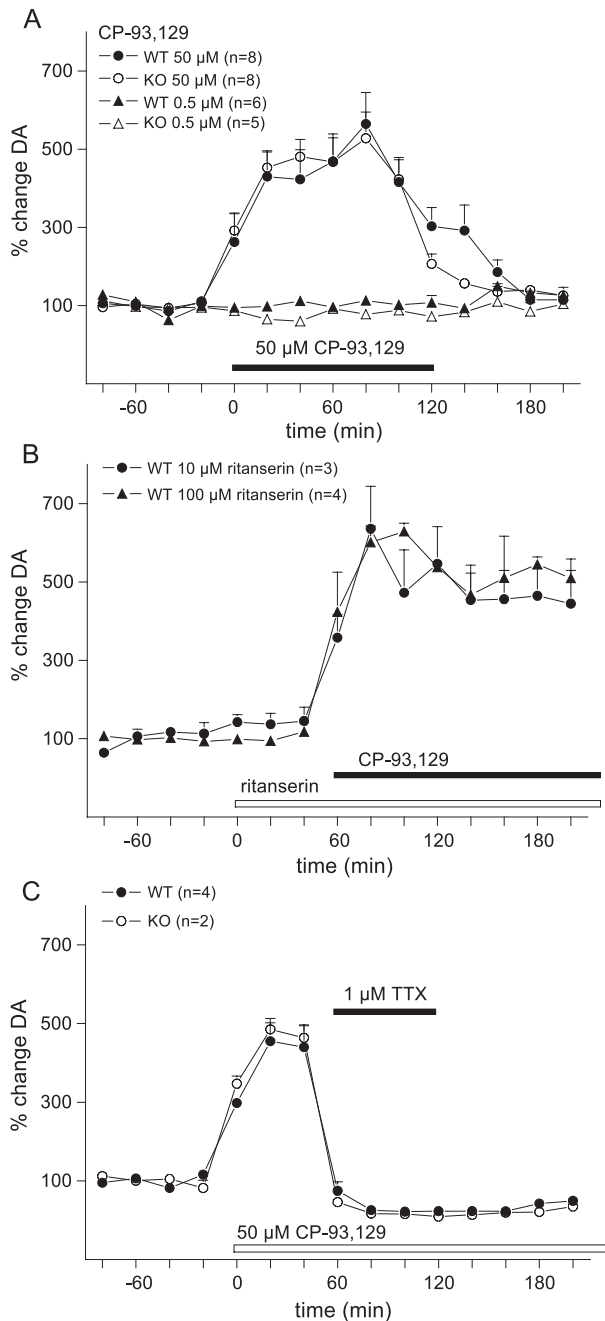 A
CP-93,129
WT 50 µM (n=8)
KO 50 µM (n=8)
WT 0.5 µM (n=6)
KO 0.5 µM (n=5)
700
500
300
100
% change DA
50 µM CP-93,129
-60 0 60 120 180
time (min)
B
WT 10 µM ritanserin (n=3)
WT 100 µM ritanserin (n=4)
700
500
300
100
% change DA
CP-93,129
ritanserin
-60 0 60 120 180
time (min)
C
WT (n=4)
KO (n=2)
700
500
300
100
% change DA
1 µM TTX
50 µM CP-93,129
-60 0 60 120 180
time (min)